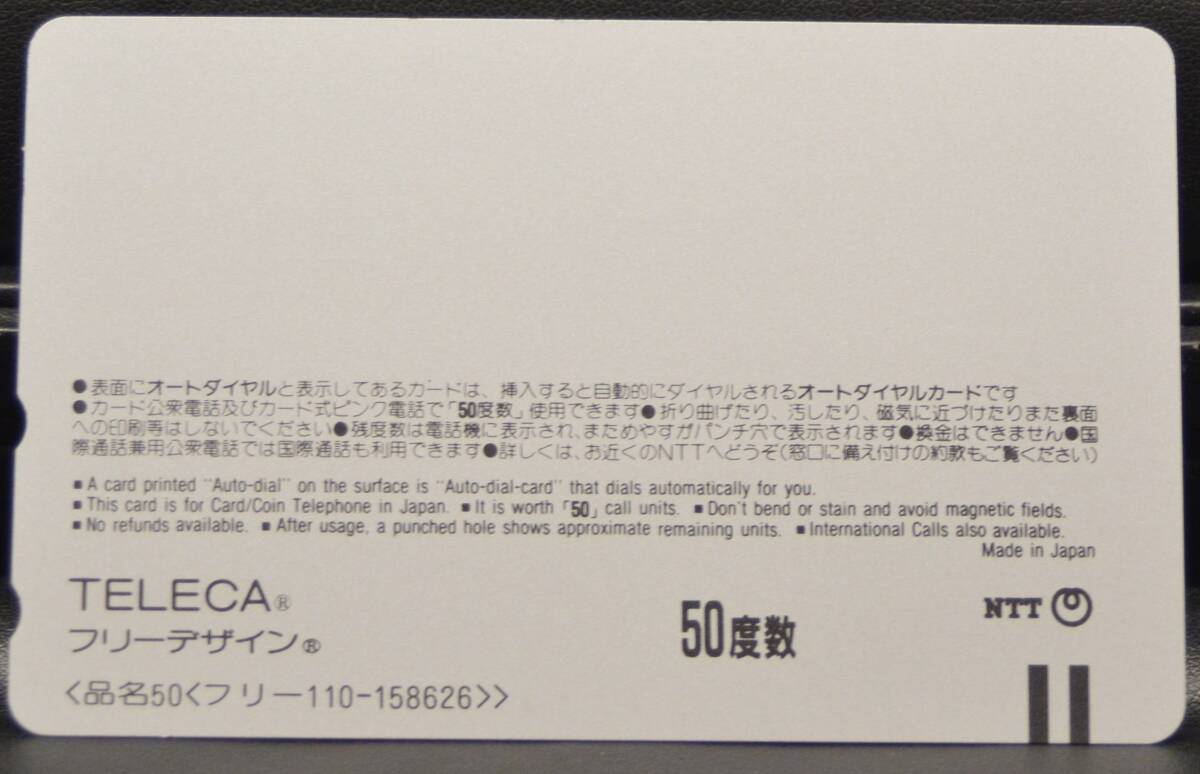 ●表面にオートダイヤルと表示してあるカードは、挿入すると自動的にダイヤルされるオートダイヤルカードです
●カード公衆電話及びカード式ピンク電話で「50度数」使用できます●折り曲げたり、汚したり、磁気に近づけたりまた裏面
への印刷等はしないでください●残度数は電話機に表示され、まためやすがパンチ穴で表示されます●換金はできません●国
際通話兼用公衆電話では国際通話も利用できます●詳しくは、お近くのNTTへどうぞ(窓口に備え付けの約款もご覧ください)
■ A card printed "Auto-dial" on the surface is "Auto-dial-card" that dials automatically for you.
■ This card is for Card/Coin Telephone in Japan. ■ It is worth「50」call units. ■ Don't bend or stain and avoid magnetic fields.
■ No refunds available. ■ After usage, a punched hole shows approximate remaining units. ■ International Calls also available.
Made in Japan
TELECA®
フリーデザイン®
50度数
NTT
<品名50<フリー110-158626>>